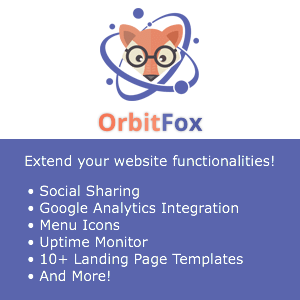 OrbitFox
Extend your website functionalities!
• Social Sharing
• Google Analytics Integration
• Menu Icons
• Uptime Monitor
• 10+ Landing Page Templates
• And More!